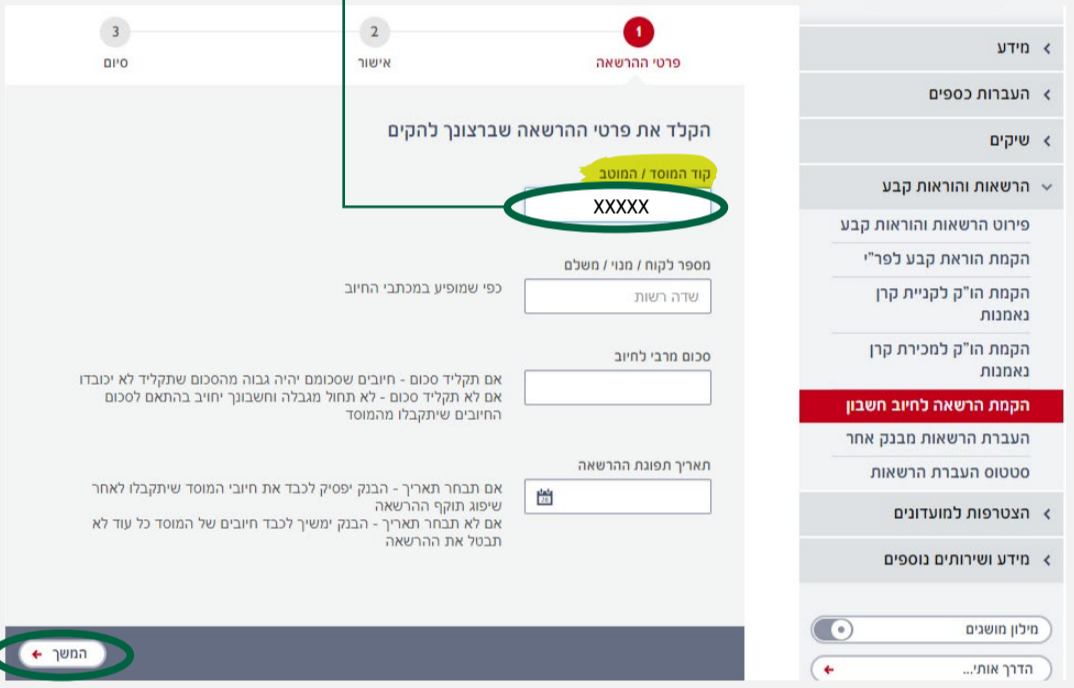 1
2
3
פרטי ההרשאה
אישור
סיום
הקלד את פרטי ההרשאה שברצונך להקים
קוד המוסד / המוטב
XXXXX
מספר לקוח / מנוי / משלם
שדה רשות
כפי שמופיע במכתבי החיוב
סכום מרבי לחיוב
אם תקליד סכום - חיובים שסכומם יהיה גבוה מהסכום שתקליד לא יכובדו
אם לא תקליד סכום - לא תחול מגבלה וחשבונך יחויב בהתאם לסכום
החיובים שיתקבלו מהמוסד
תאריך תפוגת ההרשאה
אם תבחר תאריך - הבנק יפסיק לכבד את חיובי המוסד שיתקבלו לאחר
שיפוג תוקף ההרשאה
אם לא תבחר תאריך - הבנק ימשיך לכבד חיובים של המוסד כל עוד לא
תבטל את ההרשאה
המשך
מידע
העברות כספים
שיקים
הרשאות והוראות קבע
פירוט הרשאות והוראות קבע
הקמת הוראת קבע לפר"י
הקמת הו"ק לקניית קרן
נאמנות
הקמת הו"ק למכירת קרן
נאמנות
הקמת הרשאה לחיוב חשבון
העברת הרשאות מבנק אחר
סטטוס העברת הרשאות
הצטרפות למועדונים
מידע ושירותים נוספים
מילון מושגים
הדרך אותי...